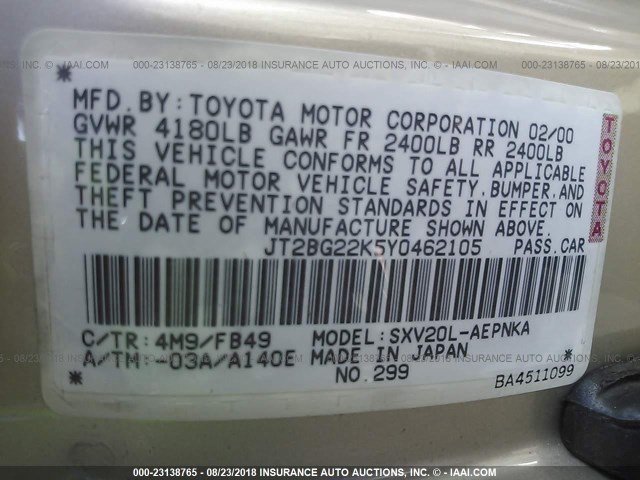 000-23138765 - 08/23/2018 INSURANCE AUTO AUCTIONS, INC. - © IAAI.COM
MFD. BY: TOYOTA MOTOR CORPORATION 02/00
GVWR 4180LB GAWR FR 2400LB RR 2400LB
THIS VEHICLE CONFORMS TO ALL APPLICABLE
FEDERAL MOTOR VEHICLE SAFETY, BUMPER, AND
THEFT PREVENTION STANDARDS IN EFFECT ON
THE DATE OF MANUFACTURE SHOWN ABOVE.
JT2BG22K5Y0462105 PASS. CAR
TOYOTA
C/TR: 4M9/FB49 MODEL: SXV20L-AEPNKA
A/TM: -03A/A140E MADE IN JAPAN
NO. 299 BA4511099
000-23138765 - 08/23/2018 INSURANCE AUTO AUCTIONS, INC. - © IAAI.COM